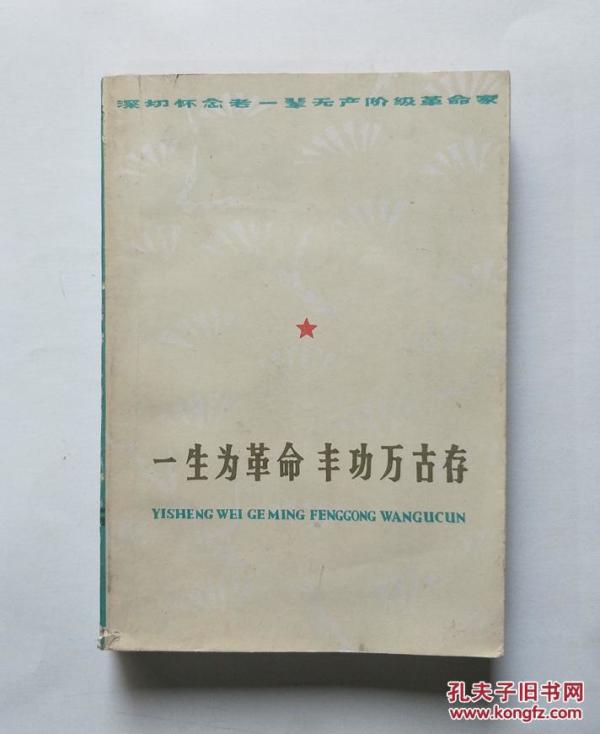 深切怀念老一辈无产阶级革命家
一生为革命 丰功万古存
YISHENG WEI GEMING FENGGONG WANGUCUN
孔夫子旧书网
www.kongfz.com